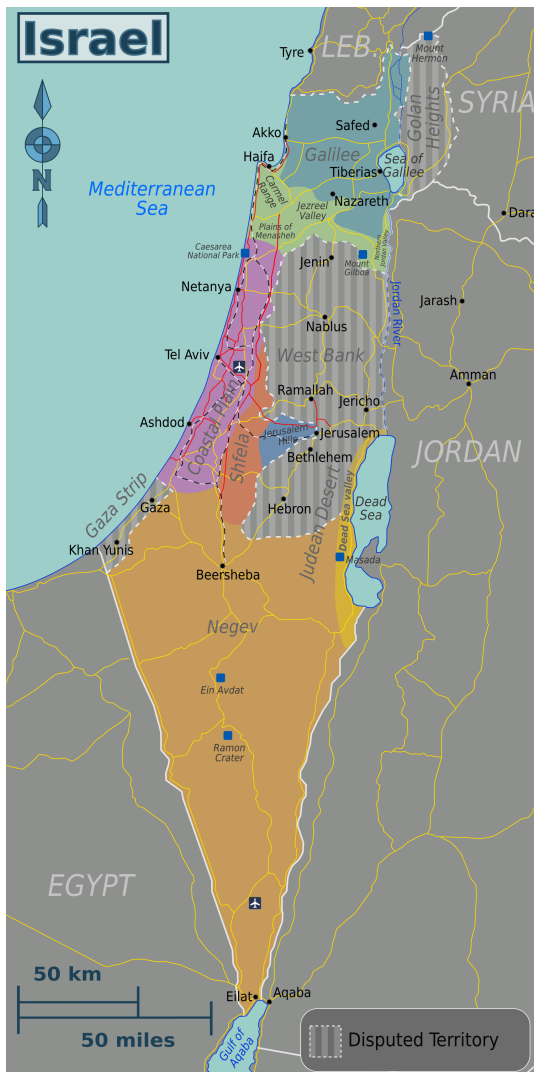 Israel
LEB.
Tyre
Mount
Hermon
SYRIA
Golan
Heights
Safed
Akko
Galilee
Haifa
Sea of
Galilee
Tiberias
Carmel
Range
Nazareth
Mediterranean
Sea
Jezreel
Valley
Dara
Plains of
Menasheh
Northern
Jordan Valley
Caesarea
National Park
Jenin
Mount
Gilboa
Netanya
Jordan River
Jarash
Nablus
Tel Aviv
West Bank
Amman
Ramallah
Jericho
Coastal Plain
Ashdod
Shfela
Jerusalem
Hills
Jerusalem
JORDAN
Bethlehem
Gaza Strip
Judean Desert
Dead Sea valley
Dead
Sea
Gaza
Hebron
Khan Yunis
Masada
Beersheba
Negev
Ein Avdat
Ramon
Crater
EGYPT
50 km
50 miles
Eilat
Aqaba
Gulf of
Aqaba
Disputed Territory
N